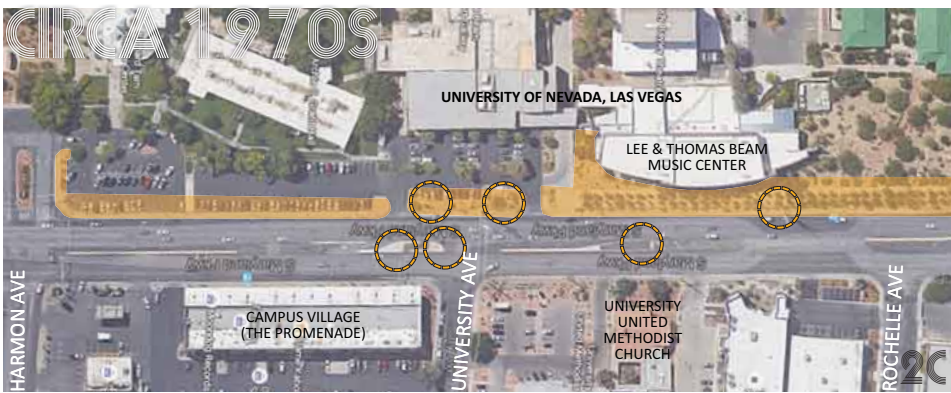 CIRCA 1970S
UNIVERSITY OF NEVADA, LAS VEGAS
LEE & THOMAS BEAM
MUSIC CENTER
HARMON AVE
UNIVERSITY AVE
ROCHELLE AVE
CAMPUS VILLAGE
(THE PROMENADE)
UNIVERSITY
UNITED
METHODIST
CHURCH
2C